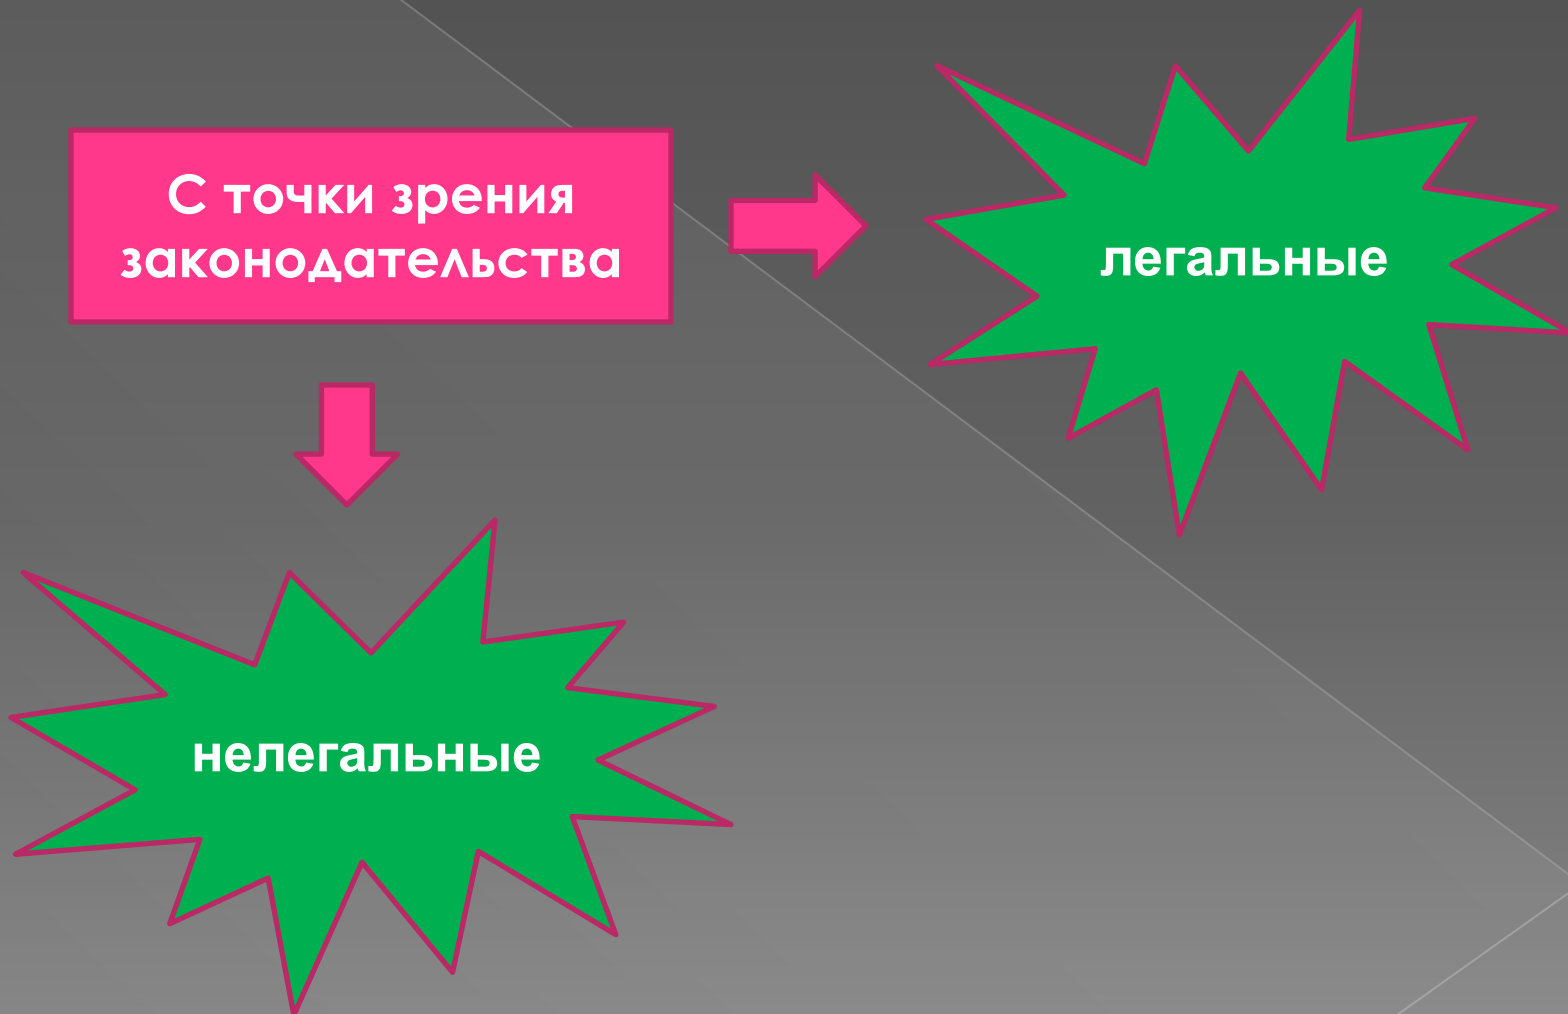 С точки зрения
законодательства
легальные
нелегальные